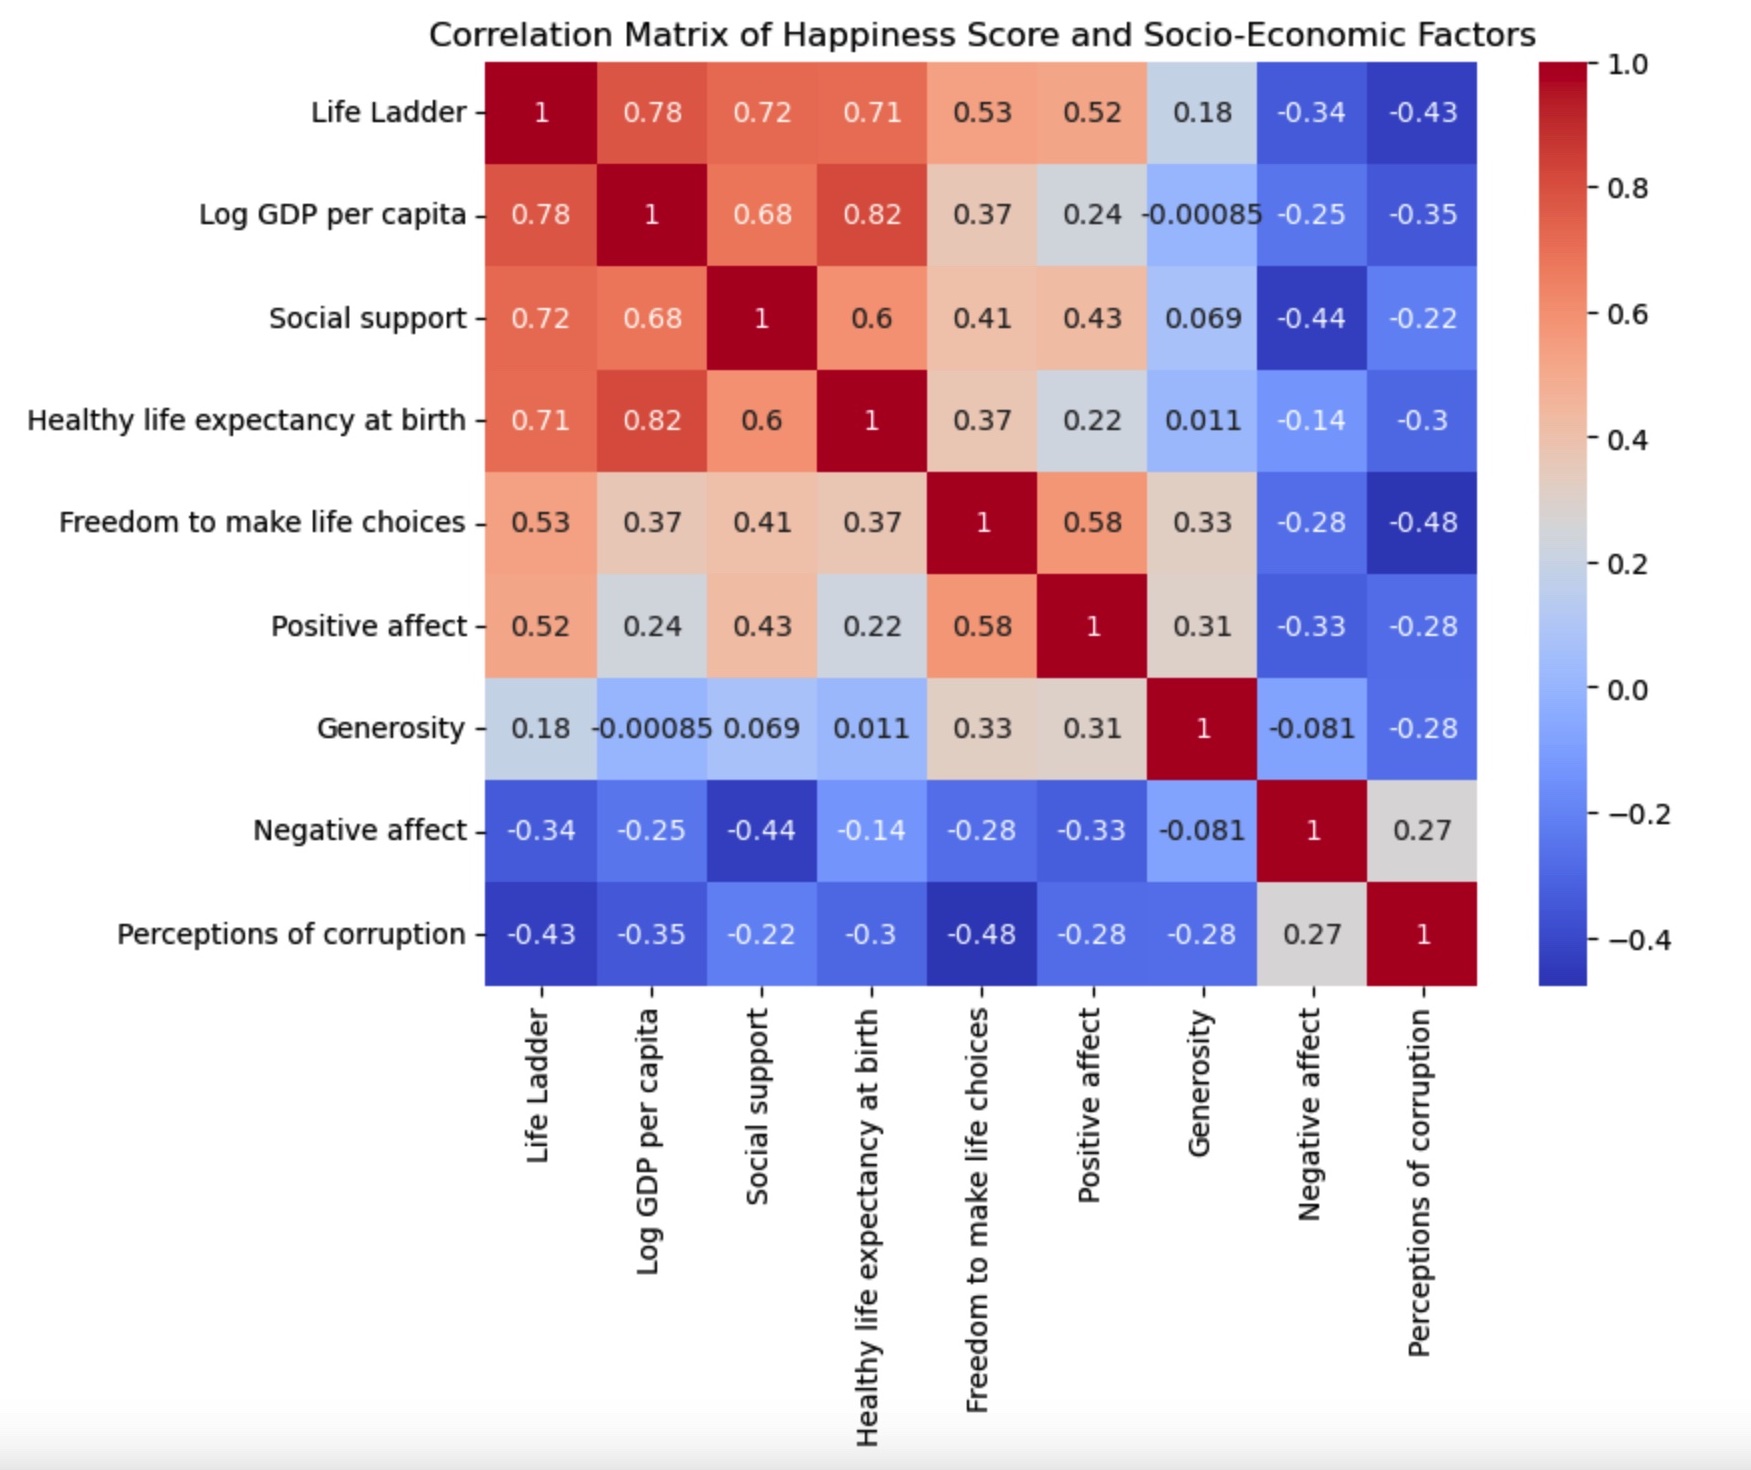 Correlation Matrix of Happiness Score and Socio-Economic Factors
Life Ladder 1 0.78 0.72 0.71 0.53 0.52 0.18 -0.34 -0.43
Log GDP per capita 0.78 1 0.68 0.82 0.37 0.24 -0.00085 -0.25 -0.35
Social support 0.72 0.68 1 0.6 0.41 0.43 0.069 -0.44 -0.22
Healthy life expectancy at birth 0.71 0.82 0.6 1 0.37 0.22 0.011 -0.14 -0.3
Freedom to make life choices 0.53 0.37 0.41 0.37 1 0.58 0.33 -0.28 -0.48
Positive affect 0.52 0.24 0.43 0.22 0.58 1 0.31 -0.33 -0.28
Generosity 0.18 -0.00085 0.069 0.011 0.33 0.31 1 -0.081 -0.28
Negative affect -0.34 -0.25 -0.44 -0.14 -0.28 -0.33 -0.081 1 0.27
Perceptions of corruption -0.43 -0.35 -0.22 -0.3 -0.48 -0.28 -0.28 0.27 1
Life Ladder
Log GDP per capita
Social support
Healthy life expectancy at birth
Freedom to make life choices
Positive affect
Generosity
Negative affect
Perceptions of corruption
1.0
0.8
0.6
0.4
0.2
0.0
−0.2
−0.4